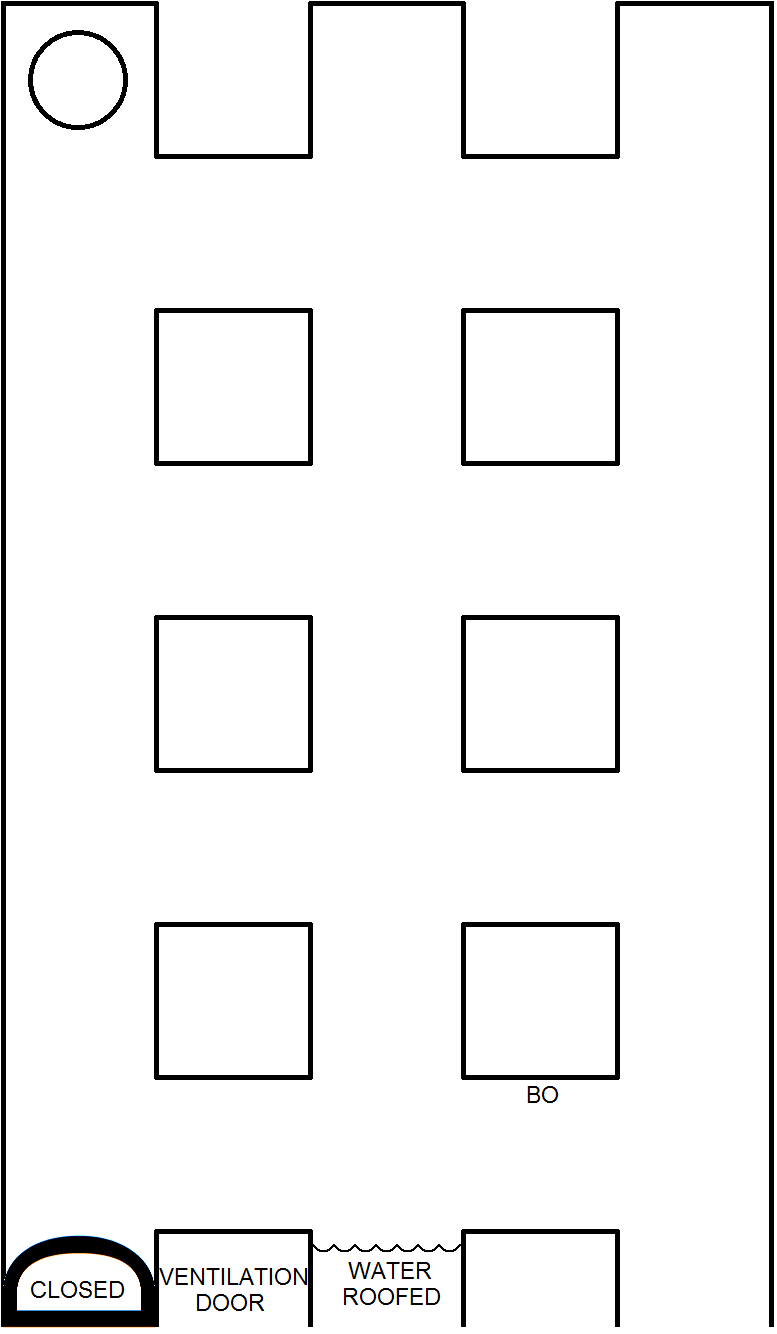 BO
CLOSED
VENTILATION
DOOR
WATER
ROOFED